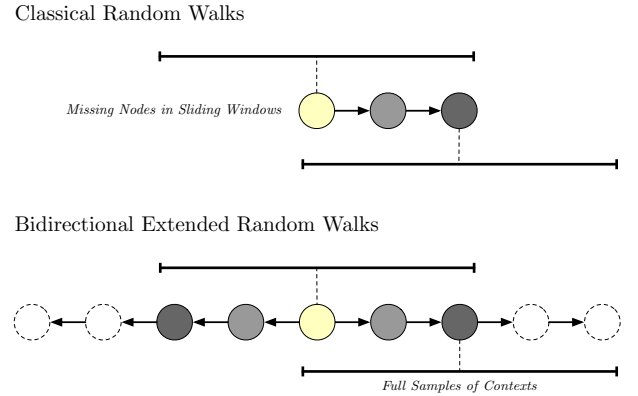 Classical Random Walks
Missing Nodes in Sliding Windows
Bidirectional Extended Random Walks
Full Samples of Contexts